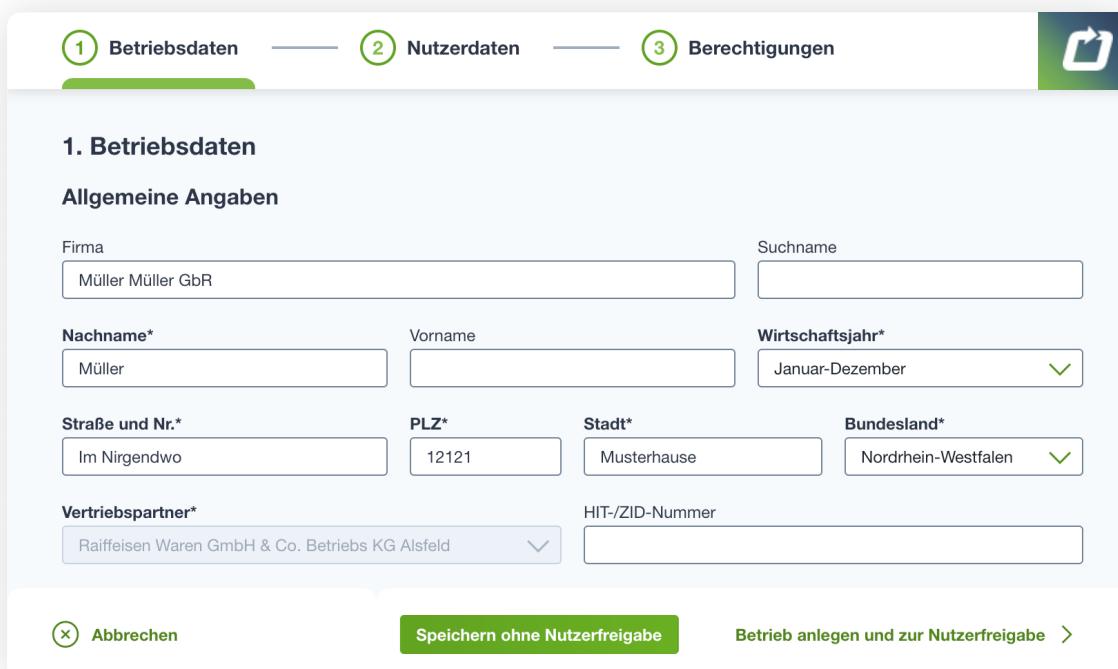 1 Betriebsdaten 2 Nutzerdaten 3 Berechtigungen
1. Betriebsdaten
Allgemeine Angaben
Firma Suchname
Müller Müller GbR
Nachname* Vorname Wirtschaftsjahr*
Müller Januar-Dezember
Straße und Nr.* PLZ* Stadt* Bundesland*
Im Nirgendwo 12121 Musterhause Nordrhein-Westfalen
Vertriebspartner* HIT-/ZID-Nummer
Raiffeisen Waren GmbH & Co. Betriebs KG Alsfeld
Abbrechen Speichern ohne Nutzerfreigabe Betrieb anlegen und zur Nutzerfreigabe